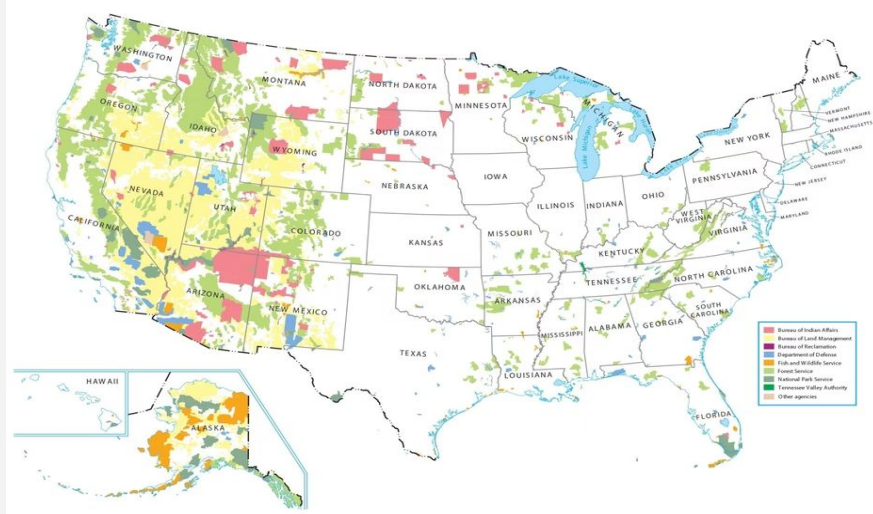 WASHINGTON
OREGON
IDAHO
MONTANA
NORTH DAKOTA
SOUTH DAKOTA
WYOMING
NEBRASKA
NEVADA
UTAH
COLORADO
KANSAS
CALIFORNIA
ARIZONA
NEW MEXICO
OKLAHOMA
TEXAS
MINNESOTA
IOWA
MISSOURI
ARKANSAS
LOUISIANA
WISCONSIN
ILLINOIS
INDIANA
MICHIGAN
Lake Superior
Lake Michigan
OHIO
KENTUCKY
TENNESSEE
MISSISSIPPI
ALABAMA
GEORGIA
FLORIDA
SOUTH
CAROLINA
NORTH CAROLINA
VIRGINIA
WEST
VIRGINIA
PENNSYLVANIA
NEW YORK
MAINE
VERMONT
NEW HAMPSHIRE
MASSACHUSETTS
RHODE ISLAND
CONNECTICUT
NEW JERSEY
DELAWARE
MARYLAND
HAWAII
ALASKA
Bureau of Indian Affairs
Bureau of Land Management
Bureau of Reclamation
Department of Defense
Fish and Wildlife Service
Forest Service
National Park Service
Tennessee Valley Authority
Other agencies